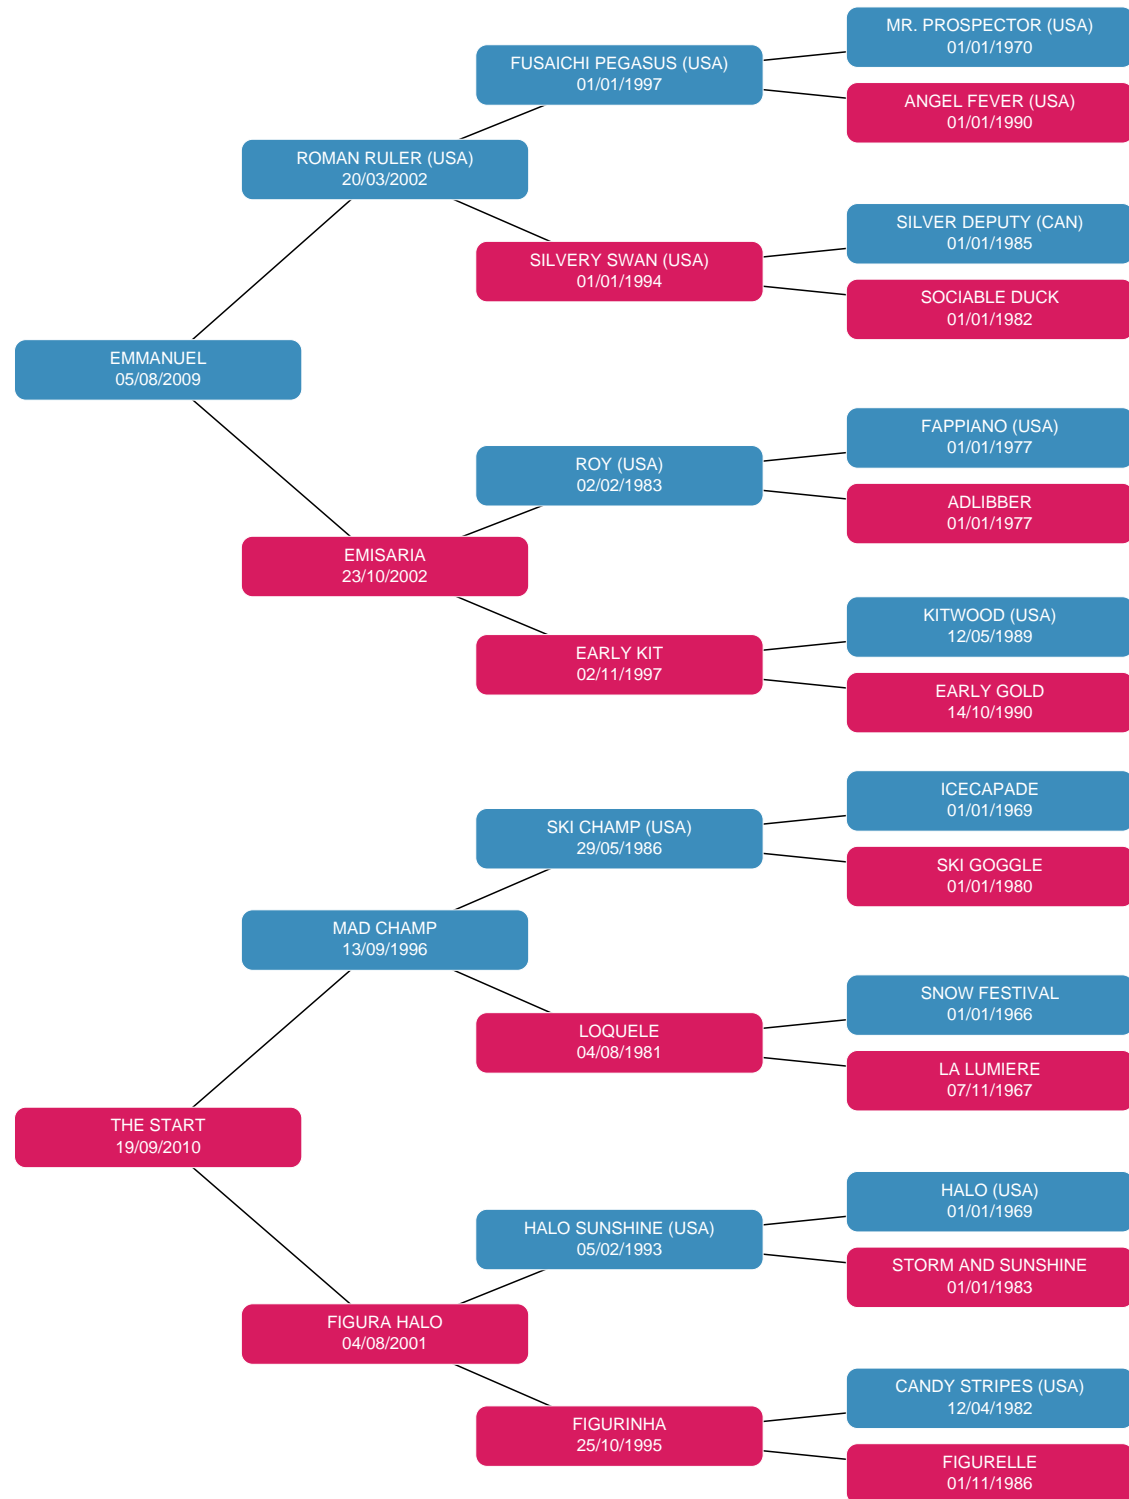 MR. PROSPECTOR (USA)
01/01/1970
FUSAICHI PEGASUS (USA)
01/01/1997
ANGEL FEVER (USA)
01/01/1990
ROMAN RULER (USA)
20/03/2002
SILVER DEPUTY (CAN)
01/01/1985
SILVERY SWAN (USA)
01/01/1994
SOCIABLE DUCK
01/01/1982
EMMANUEL
05/08/2009
FAPPIANO (USA)
01/01/1977
ROY (USA)
02/02/1983
ADLIBBER
01/01/1977
EMISARIA
23/10/2002
KITWOOD (USA)
12/05/1989
EARLY KIT
02/11/1997
EARLY GOLD
14/10/1990
ICECAPADE
01/01/1969
SKI CHAMP (USA)
29/05/1986
SKI GOGGLE
01/01/1980
MAD CHAMP
13/09/1996
SNOW FESTIVAL
01/01/1966
LOQUELE
04/08/1981
LA LUMIERE
07/11/1967
THE START
19/09/2010
HALO (USA)
01/01/1969
HALO SUNSHINE (USA)
05/02/1993
STORM AND SUNSHINE
01/01/1983
FIGURA HALO
04/08/2001
CANDY STRIPES (USA)
12/04/1982
FIGURINHA
25/10/1995
FIGURELLE
01/11/1986